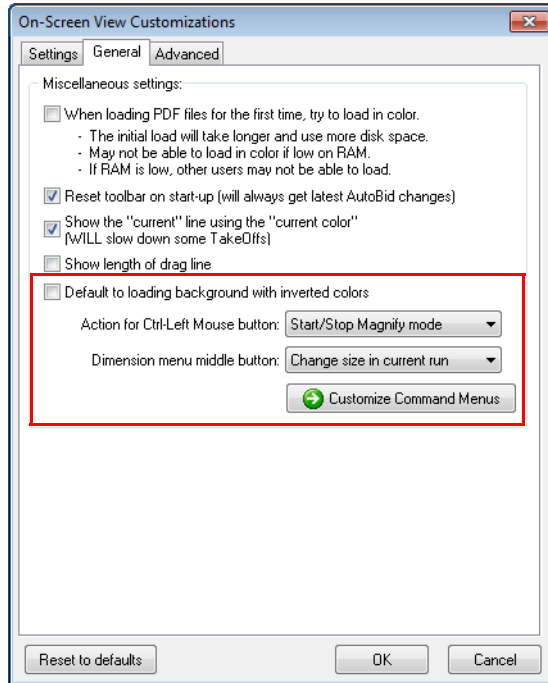 On-Screen View Customizations
Settings General Advanced
Miscellaneous settings:
When loading PDF files for the first time, try to load in color.
- The initial load will take longer and use more disk space.
- May not be able to load in color if low on RAM.
- If RAM is low, other users may not be able to load.
Reset toolbar on start-up (will always get latest AutoBid changes)
Show the "current" line using the "current color"
(WILL slow down some TakeOffs)
Show length of drag line
Default to loading background with inverted colors
Action for Ctrl-Left Mouse button: Start/Stop Magnify mode
Dimension menu middle button: Change size in current run
Customize Command Menus
Reset to defaults OK Cancel